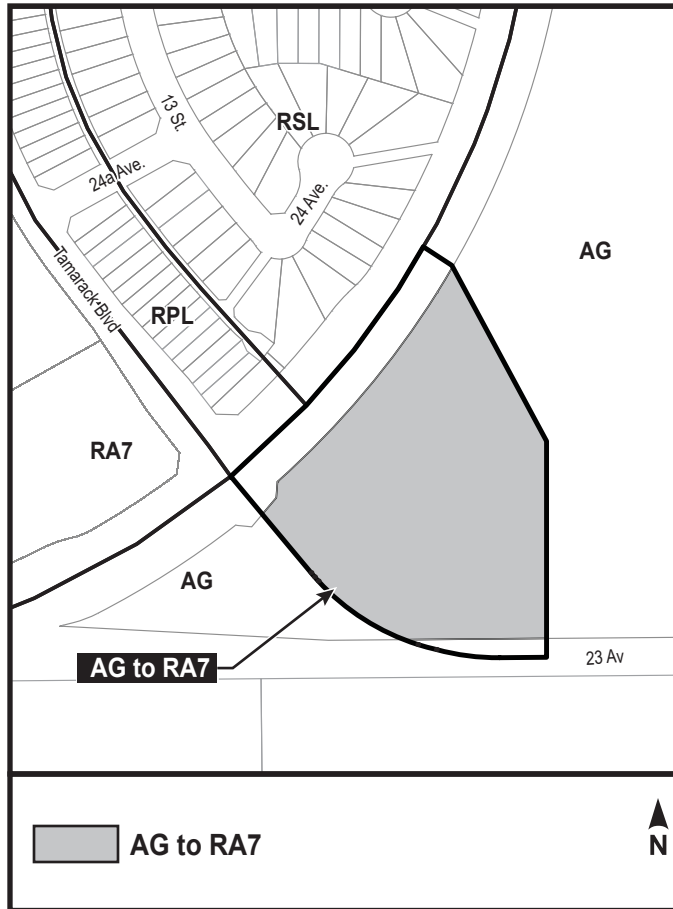 13 St.
RSL
24a Ave.
24 Ave.
AG
Tamarack Blvd
RPL
RA7
AG
AG to RA7
23 Av
AG to RA7
N